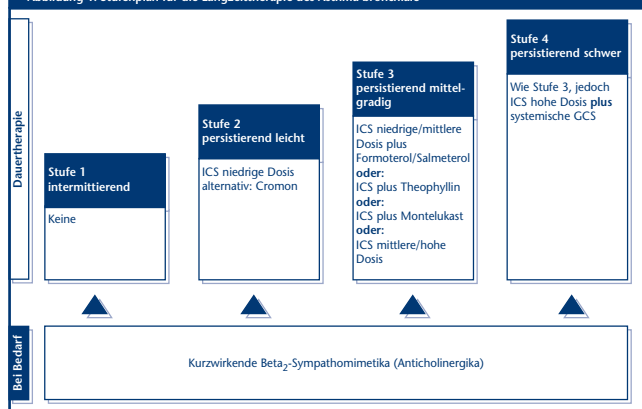 Abbildung 1: Stufenplan für die Langzeittherapie des Asthma bronchiale
Dauertherapie
Stufe 1
intermittierend
Keine
Stufe 2
persistierend leicht
ICS niedrige Dosis
alternativ: Cromon
Stufe 3
persistierend mittel-
gradig
ICS niedrige/mittlere
Dosis plus
Formoterol/Salmeterol
oder:
ICS plus Theophyllin
oder:
ICS plus Montelukast
oder:
ICS mittlere/hohe
Dosis
Stufe 4
persistierend schwer
Wie Stufe 3, jedoch
ICS hohe Dosis plus
systemische GCS
Bei Bedarf
Kurzwirkende Beta2-Sympathomimetika (Anticholinergika)